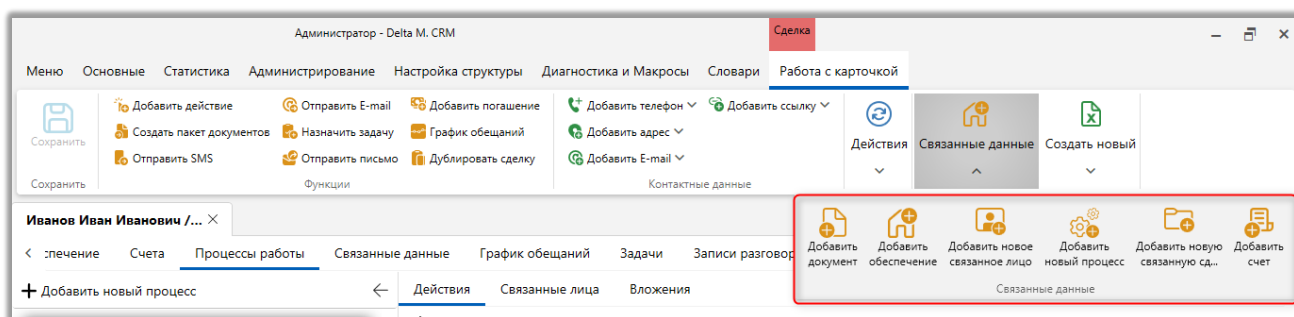 Администратор - Delta M. CRM
Сделка
Меню Основные Статистика Администрирование Настройка структуры Диагностика и Макросы Словари Работа с карточкой
Сохранить
Добавить действие
Создать пакет документов
Отправить SMS
Отправить E-mail
Назначить задачу
Отправить письмо
Добавить погашение
График обещаний
Дублировать сделку
Добавить телефон
Добавить адрес
Добавить E-mail
Добавить ссылку
Действия
Связанные данные
Создать новый
Сохранить
Функции
Контактные данные
Иванов Иван Иванович /...
:печение Счета Процессы работы Связанные данные График обещаний Задачи Записи разговор
Добавить новый процесс
Действия Связанные лица Вложения
Добавить
документ
Добавить
обеспечение
Добавить новое
связанное лицо
Добавить
новый процесс
Добавить новую
связанную сд...
Добавить
счет
Связанные данные